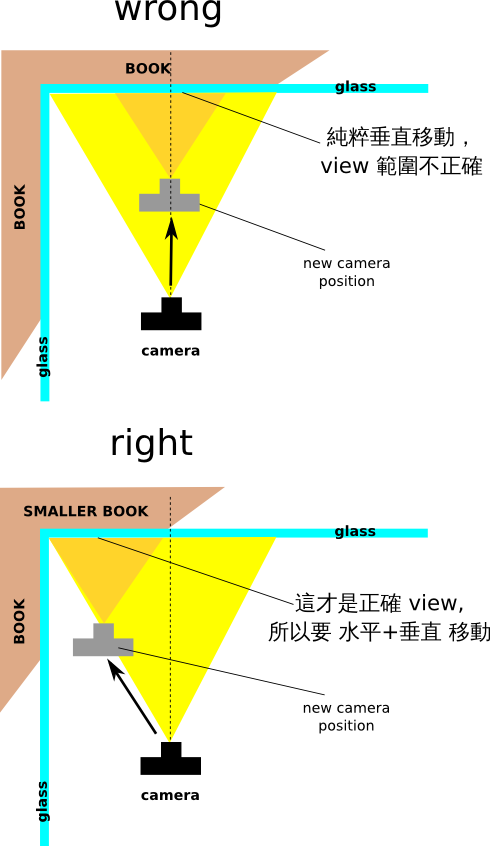 wrong
BOOK
glass
純粹垂直移動，
view 範圍不正確
BOOK
new camera
position
glass
camera
right
SMALLER BOOK
glass
BOOK
這才是正確 view,
所以要 水平+垂直 移動
new camera
position
glass
camera